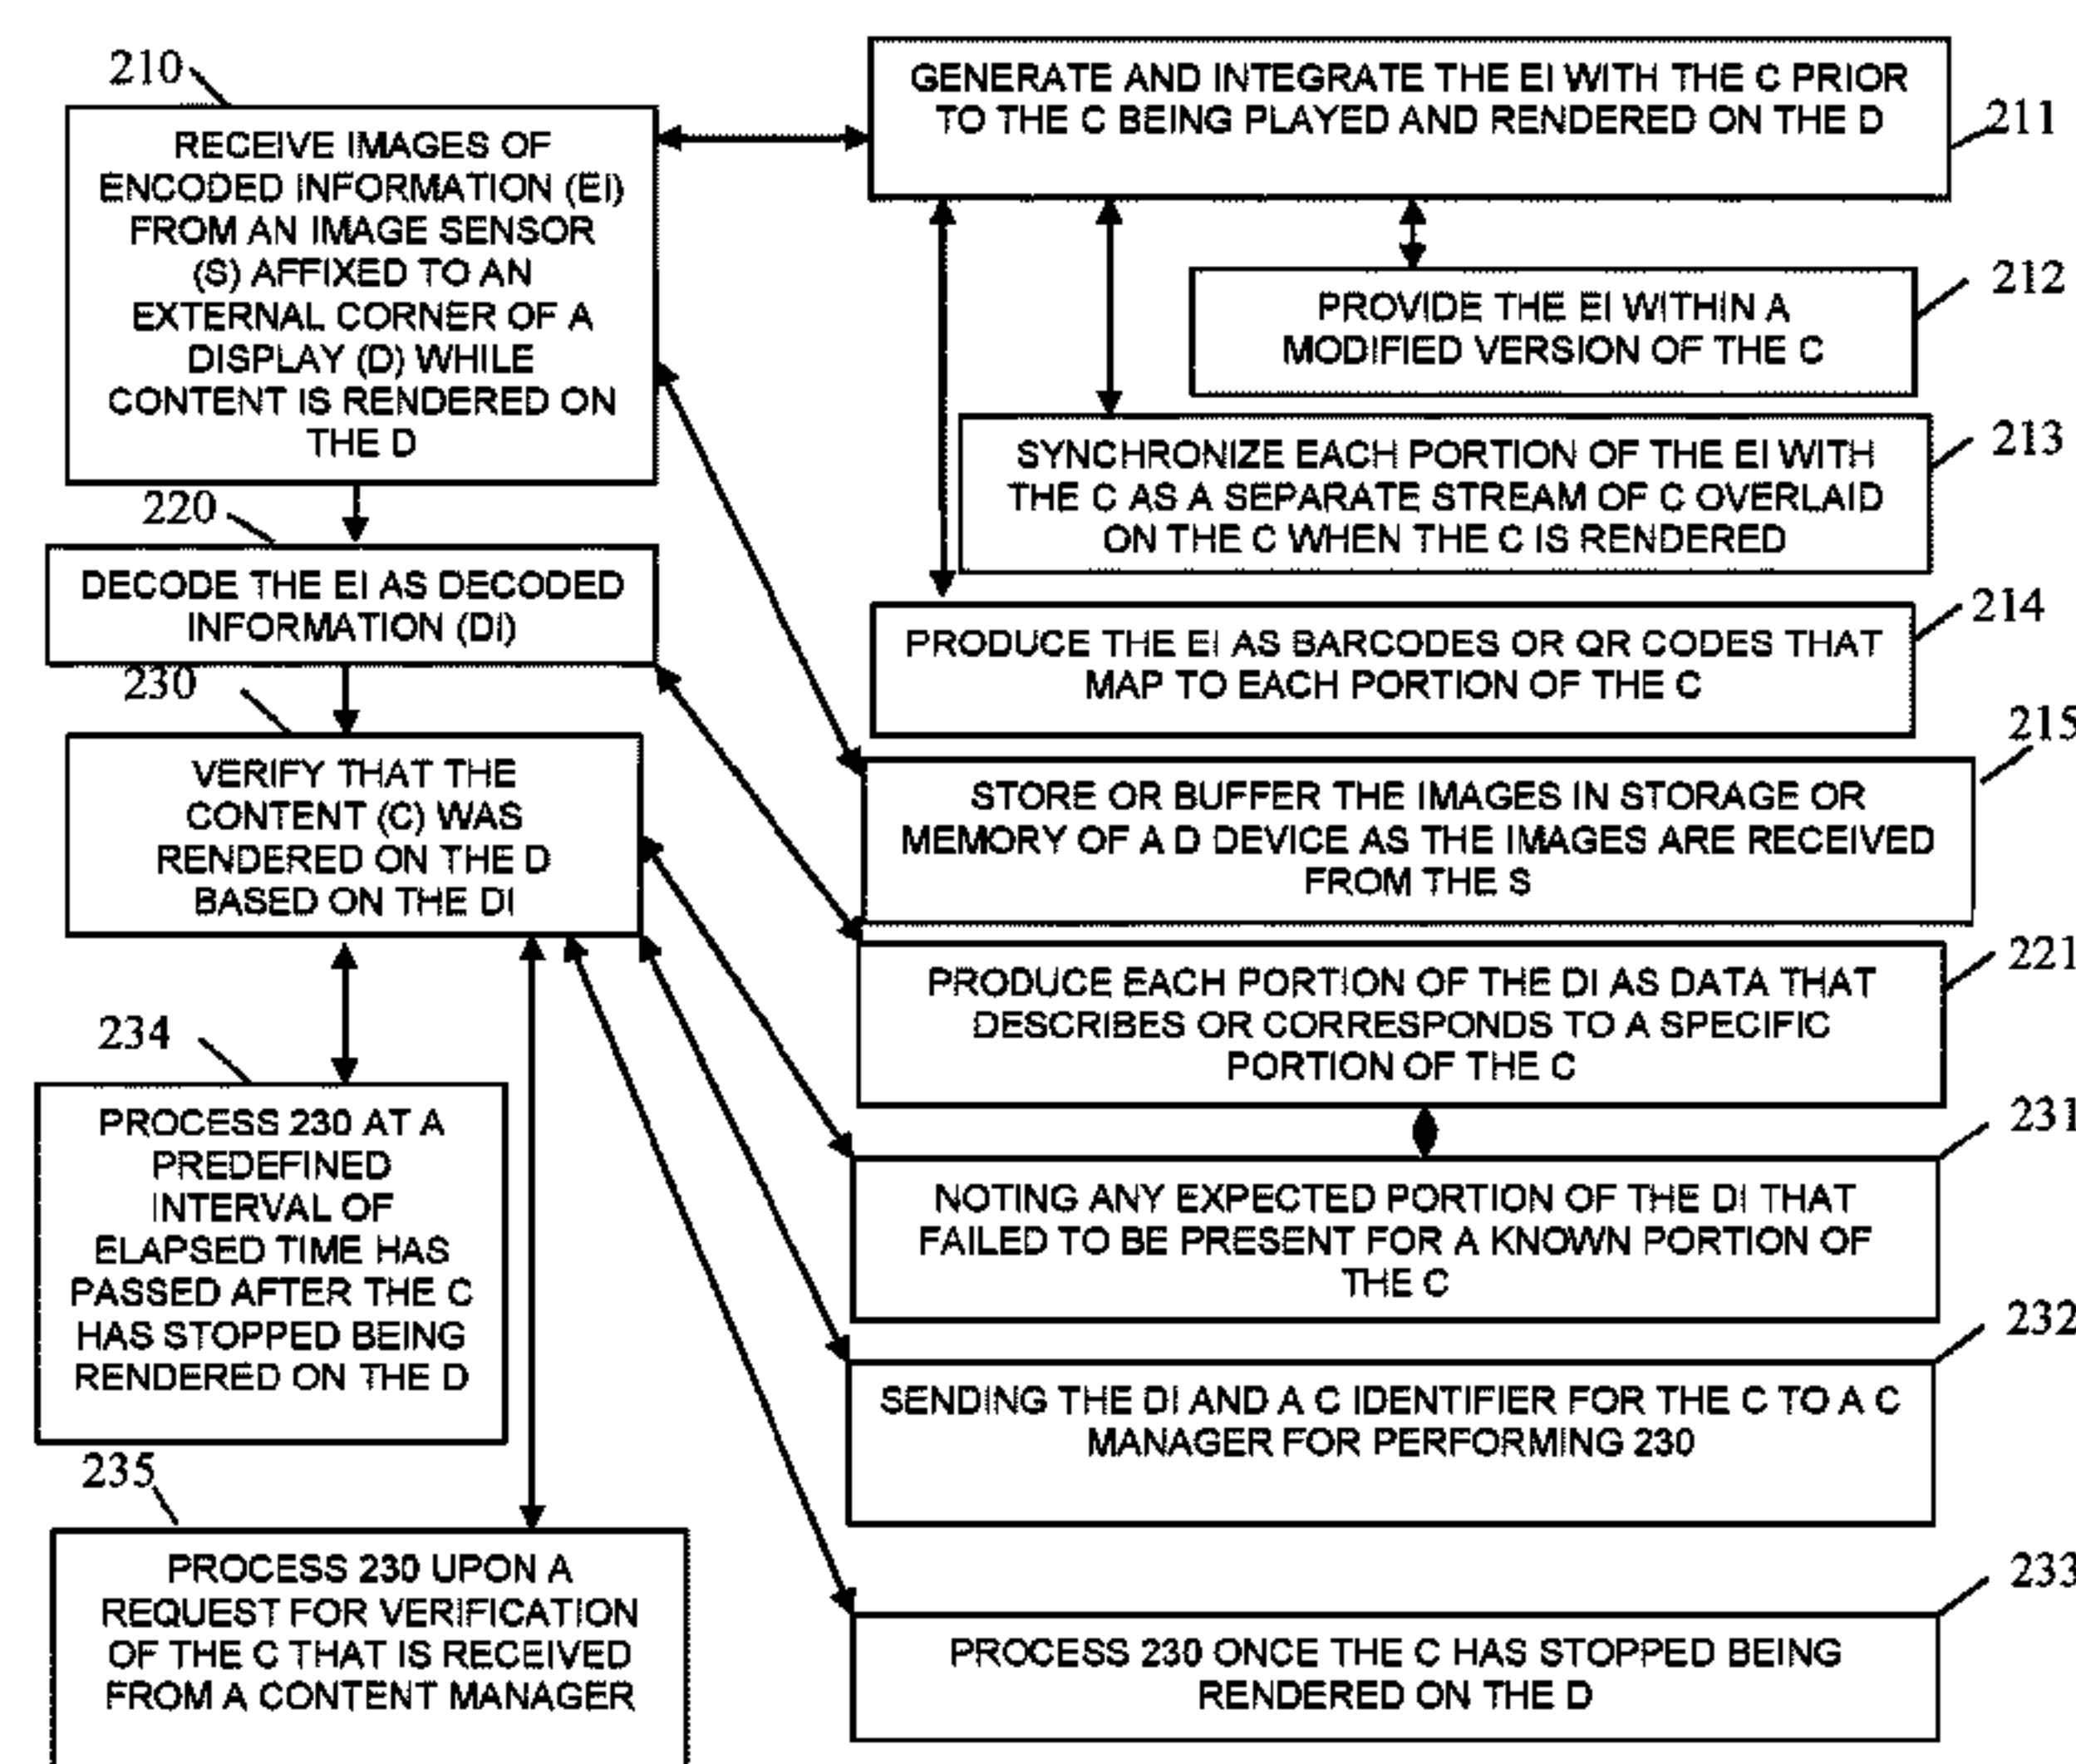 210
RECEIVE IMAGES OF
ENCODED INFORMATION (EI)
FROM AN IMAGE SENSOR
(S) AFFIXED TO AN
EXTERNAL CORNER OF A
DISPLAY (D) WHILE
CONTENT IS RENDERED ON
THE D
220
DECODE THE EI AS DECODED
INFORMATION (DI)
230
VERIFY THAT THE
CONTENT (C) WAS
RENDERED ON THE D
BASED ON THE DI
234
PROCESS 230 AT A
PREDEFINED
INTERVAL OF
ELAPSED TIME HAS
PASSED AFTER THE C
HAS STOPPED BEING
RENDERED ON THE D
235
PROCESS 230 UPON A
REQUEST FOR VERIFICATION
OF THE C THAT IS RECEIVED
FROM A CONTENT MANAGER
GENERATE AND INTEGRATE THE EI WITH THE C PRIOR
TO THE C BEING PLAYED AND RENDERED ON THE D
211
PROVIDE THE EI WITHIN A
MODIFIED VERSION OF THE C
212
SYNCHRONIZE EACH PORTION OF THE EI WITH
THE C AS A SEPARATE STREAM OF C OVERLAID
ON THE C WHEN THE C IS RENDERED
213
PRODUCE THE EI AS BARCODES OR QR CODES THAT
MAP TO EACH PORTION OF THE C
214
STORE OR BUFFER THE IMAGES IN STORAGE OR
MEMORY OF A D DEVICE AS THE IMAGES ARE RECEIVED
FROM THE S
215
PRODUCE EACH PORTION OF THE DI AS DATA THAT
DESCRIBES OR CORRESPONDS TO A SPECIFIC
PORTION OF THE C
221
NOTING ANY EXPECTED PORTION OF THE DI THAT
FAILED TO BE PRESENT FOR A KNOWN PORTION OF
THE C
231
SENDING THE DI AND A C IDENTIFIER FOR THE C TO A C
MANAGER FOR PERFORMING 230
232
PROCESS 230 ONCE THE C HAS STOPPED BEING
RENDERED ON THE D
233